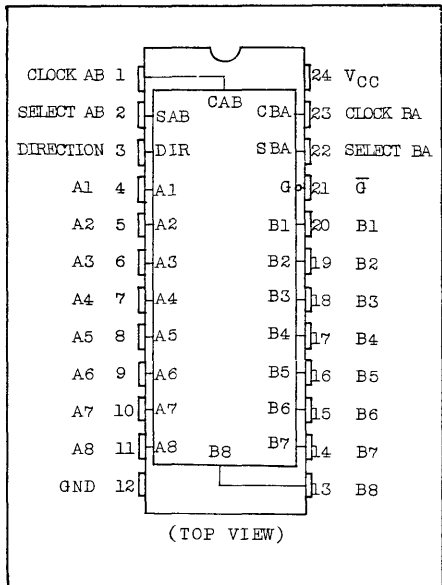 CLOCK AB 1 CAB 24 VCC
SELECT AB 2 SAB CBA 23 CLOCK BA
DIRECTION 3 DIR SBA 22 SELECT BA
A1 4 A1 G 21 G̅
A2 5 A2 B1 20 B1
A3 6 A3 B2 19 B2
A4 7 A4 B3 18 B3
A5 8 A5 B4 17 B4
A6 9 A6 B5 16 B5
A7 10 A7 B6 15 B6
A8 11 A8 B8 B7 14 B7
GND 12 13 B8
(TOP VIEW)